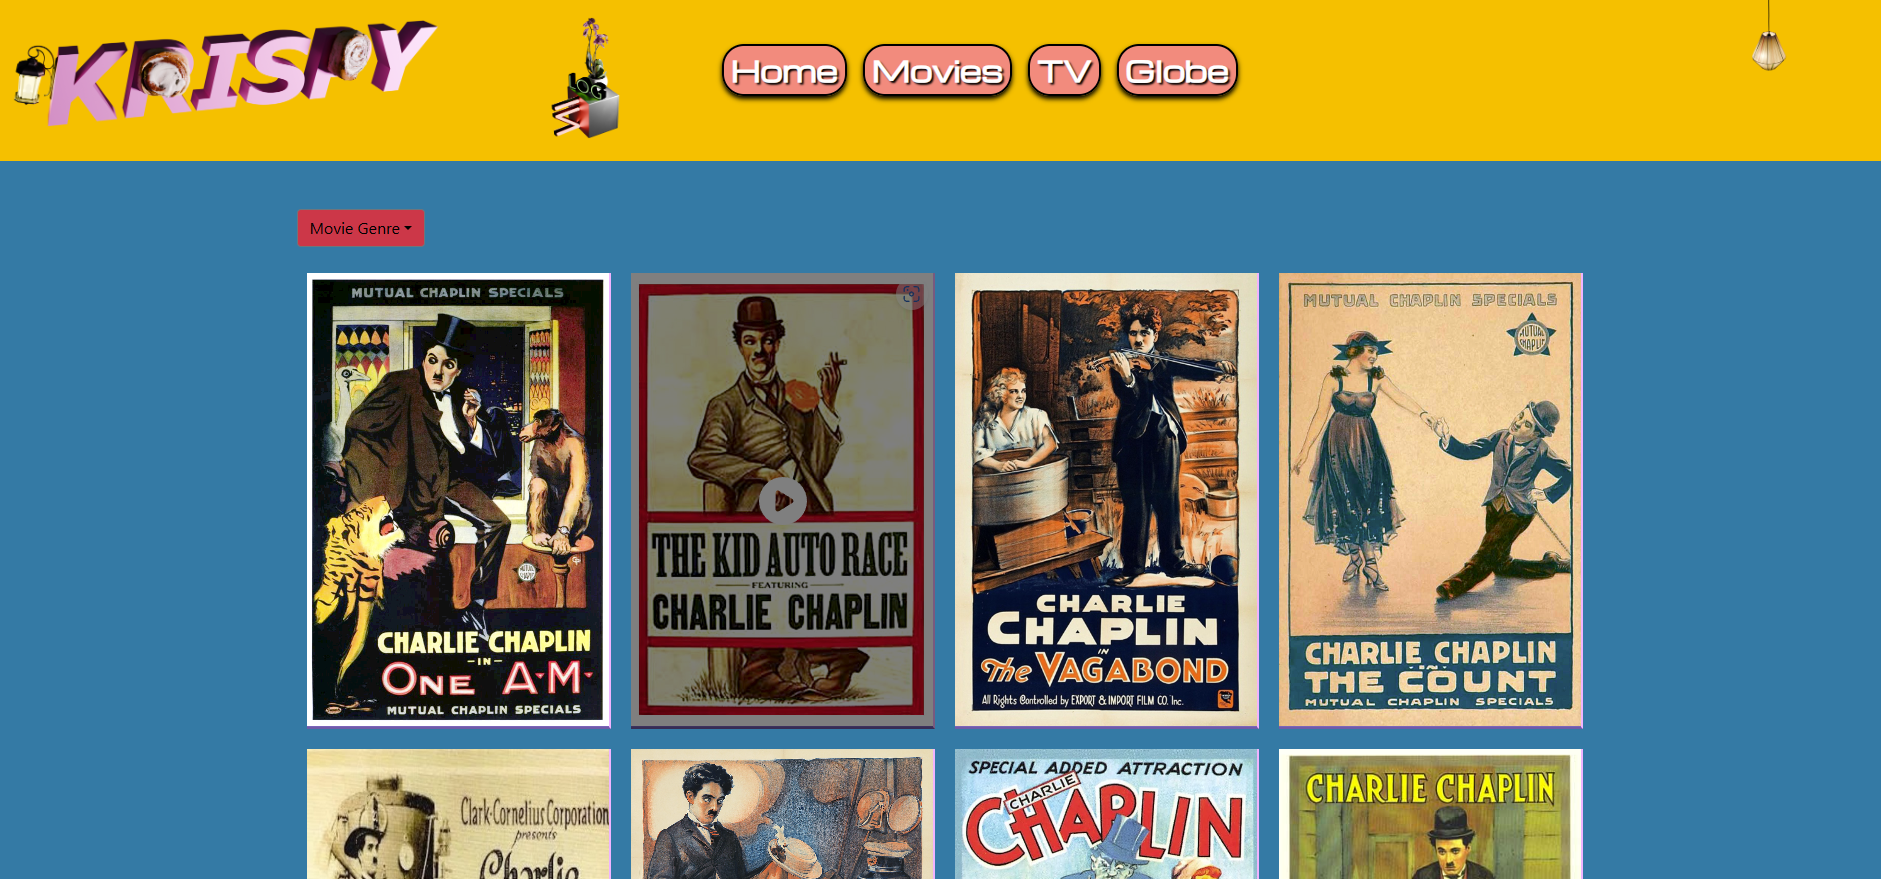 KRISPY
Home
Movies
TV
Globe
Movie Genre
MUTUAL CHAPLIN SPECIALS
CHARLIE CHAPLIN
-IN-
ONE A-M-
MUTUAL CHAPLIN SPECIALS
THE KID AUTO RACE
FEATURING
CHARLIE CHAPLIN
CHARLIE
CHAPLIN
IN
The VAGABOND
All Rights Controlled by EXPORT & IMPORT FILM CO. Inc.
MUTUAL CHAPLIN SPECIALS
MUTUAL
CHAPLIN
CHARLIE CHAPLIN
IN
THE COUNT
MUTUAL CHAPLIN SPECIALS
Clark-Cornelius Corporation
presents
Charlie
SPECIAL ADDED ATTRACTION
CHARLIE
CHAPLIN
CHARLIE CHAPLIN